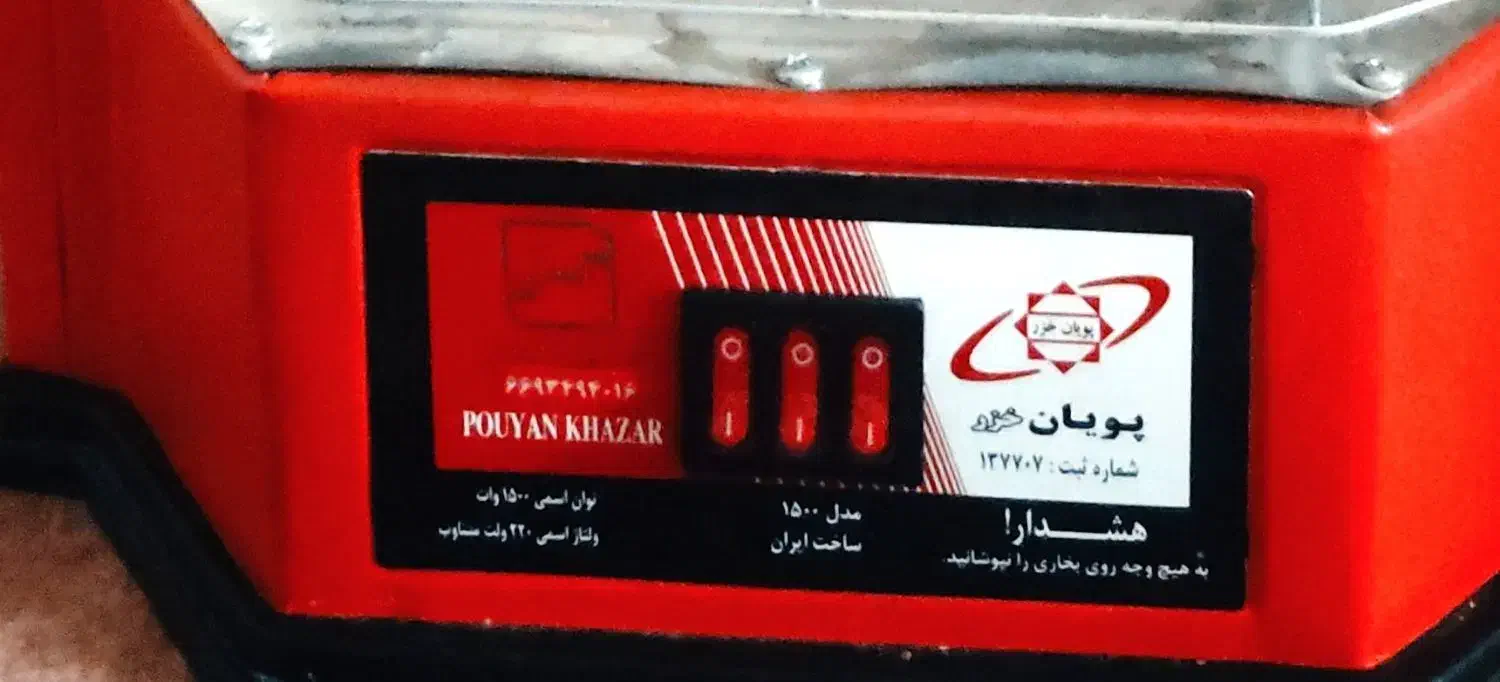 پویان خزر
پویان خزر
شماره ثبت : ۱۳۷۷۰۷
POUYAN KHAZAR
هشدار!
به هیچ وجه روی بخاری را نپوشانید.
مدل ۱۵۰۰
ساخت ایران
توان اسمی ۱۵۰۰ وات
ولتاژ اسمی ۲۲۰ ولت متناوب